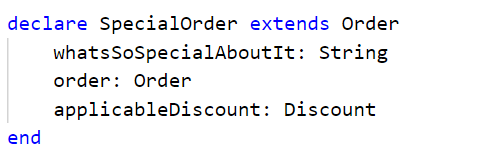 declare SpecialOrder extends Order
whatsSoSpecialAboutIt: String
order: Order
applicableDiscount: Discount
end